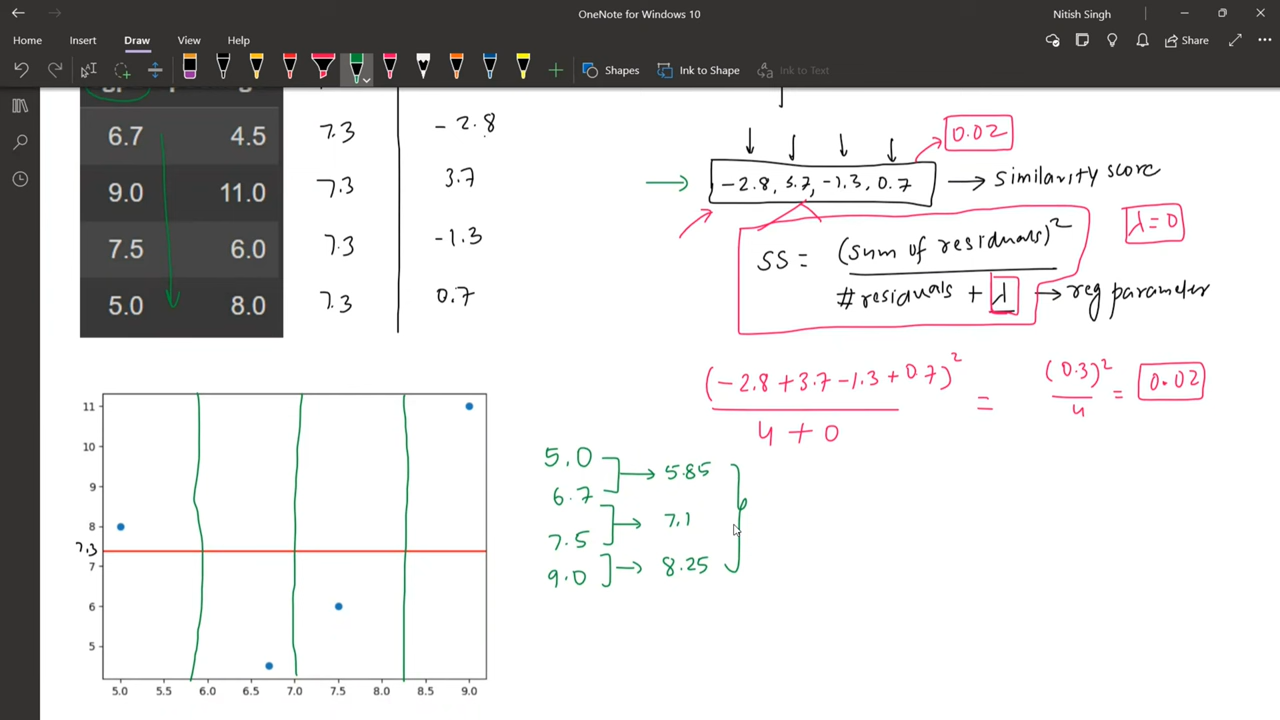 OneNote for Windows 10
Nitish Singh
Home Insert Draw View Help
Share
Shapes
Ink to Shape
Ink to Text
6.7 4.5 7.3 -2.8
9.0 11.0 7.3 3.7
7.5 6.0 7.3 -1.3
5.0 8.0 7.3 0.7
0.02
-2.8, 3.7, -1.3, 0.7 → similarity score
λ=0
SS = (sum of residuals)²
# residuals + λ → reg parameter
(-2.8 + 3.7 - 1.3 + 0.7)² = (0.3)² = 0.02
4 + 0
4
11
10
9
8
7.3
7
6
5
5.0 5.5 6.0 6.5 7.0 7.5 8.0 8.5 9.0
5.0
→ 5.85
6.7
→ 7.1
7.5
→ 8.25
9.0